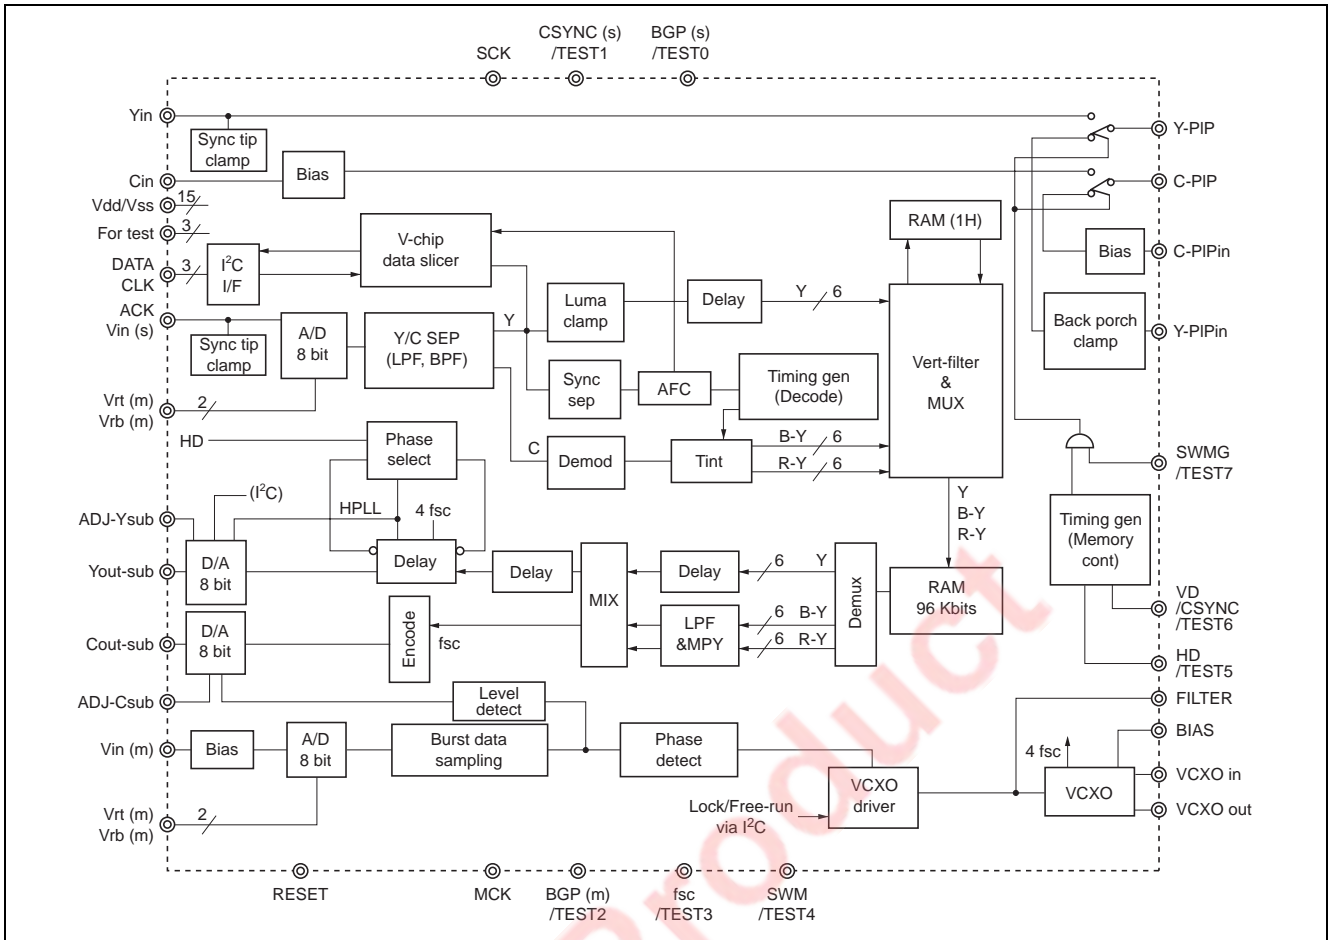 CSYNC (s)
/TEST1
BGP (s)
/TEST0
SCK
Yin
Sync tip
clamp
Y-PIP
Cin
Bias
C-PIP
Vdd/Vss
15
For test
3
RAM (1H)
DATA
CLK
3
I2C
I/F
V-chip
data slicer
Bias
C-PIPin
ACK
Vin (s)
Sync tip
clamp
A/D
8 bit
Y/C SEP
(LPF, BPF)
Y
Luma
clamp
Delay
Y
6
Back porch
clamp
Y-PIPin
Sync
sep
AFC
Timing gen
(Decode)
Vert-filter
&
MUX
Vrt (m)
Vrb (m)
2
HD
Phase
select
C
Demod
Tint
B-Y
6
R-Y
6
SWMG
/TEST7
(I2C)
HPLL
4 fsc
Y
B-Y
R-Y
Timing gen
(Memory
cont)
ADJ-Ysub
Yout-sub
D/A
8 bit
Delay
Delay
MIX
Delay
6
Y
Demux
RAM
96 Kbits
VD
/CSYNC
/TEST6
Cout-sub
D/A
8 bit
Encode
fsc
LPF
&MPY
6
B-Y
6
R-Y
HD
/TEST5
ADJ-Csub
Level
detect
FILTER
Vin (m)
Bias
A/D
8 bit
Burst data
sampling
Phase
detect
4 fsc
BIAS
VCXO
driver
VCXO
VCXO in
VCXO out
Lock/Free-run
via I2C
Vrt (m)
Vrb (m)
2
RESET
MCK
BGP (m)
/TEST2
fsc
/TEST3
SWM
/TEST4
Product